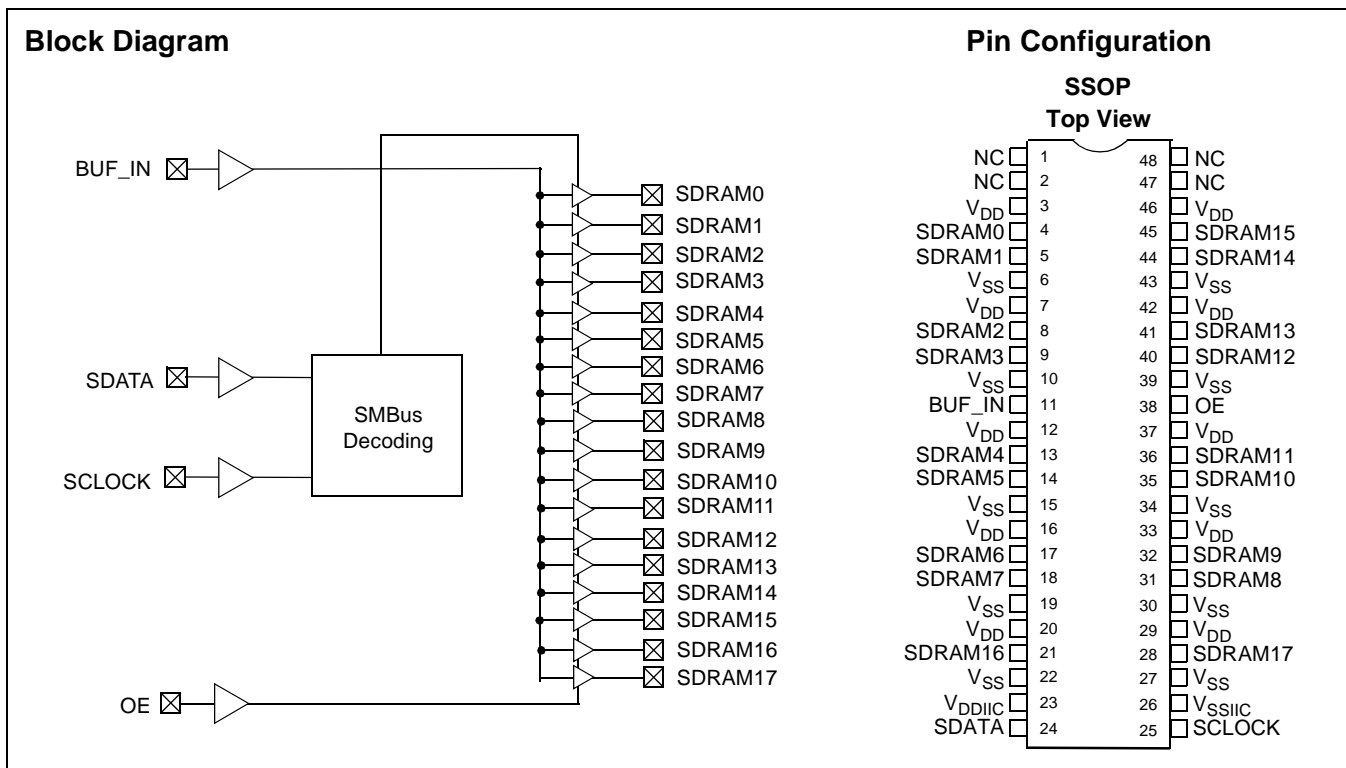 Block Diagram
BUF_IN
SDATA
SCLOCK
OE
SMBus
Decoding
SDRAM0
SDRAM1
SDRAM2
SDRAM3
SDRAM4
SDRAM5
SDRAM6
SDRAM7
SDRAM8
SDRAM9
SDRAM10
SDRAM11
SDRAM12
SDRAM13
SDRAM14
SDRAM15
SDRAM16
SDRAM17
Pin Configuration
SSOP
Top View
NC 1 48 NC
NC 2 47 NC
VDD 3 46 VDD
SDRAM0 4 45 SDRAM15
SDRAM1 5 44 SDRAM14
VSS 6 43 VSS
VDD 7 42 VDD
SDRAM2 8 41 SDRAM13
SDRAM3 9 40 SDRAM12
VSS 10 39 VSS
BUF_IN 11 38 OE
VDD 12 37 VDD
SDRAM4 13 36 SDRAM11
SDRAM5 14 35 SDRAM10
VSS 15 34 VSS
VDD 16 33 VDD
SDRAM6 17 32 SDRAM9
SDRAM7 18 31 SDRAM8
VSS 19 30 VSS
VDD 20 29 VDD
SDRAM16 21 28 SDRAM17
VSS 22 27 VSS
VDDIIC 23 26 VSSIIC
SDATA 24 25 SCLOCK